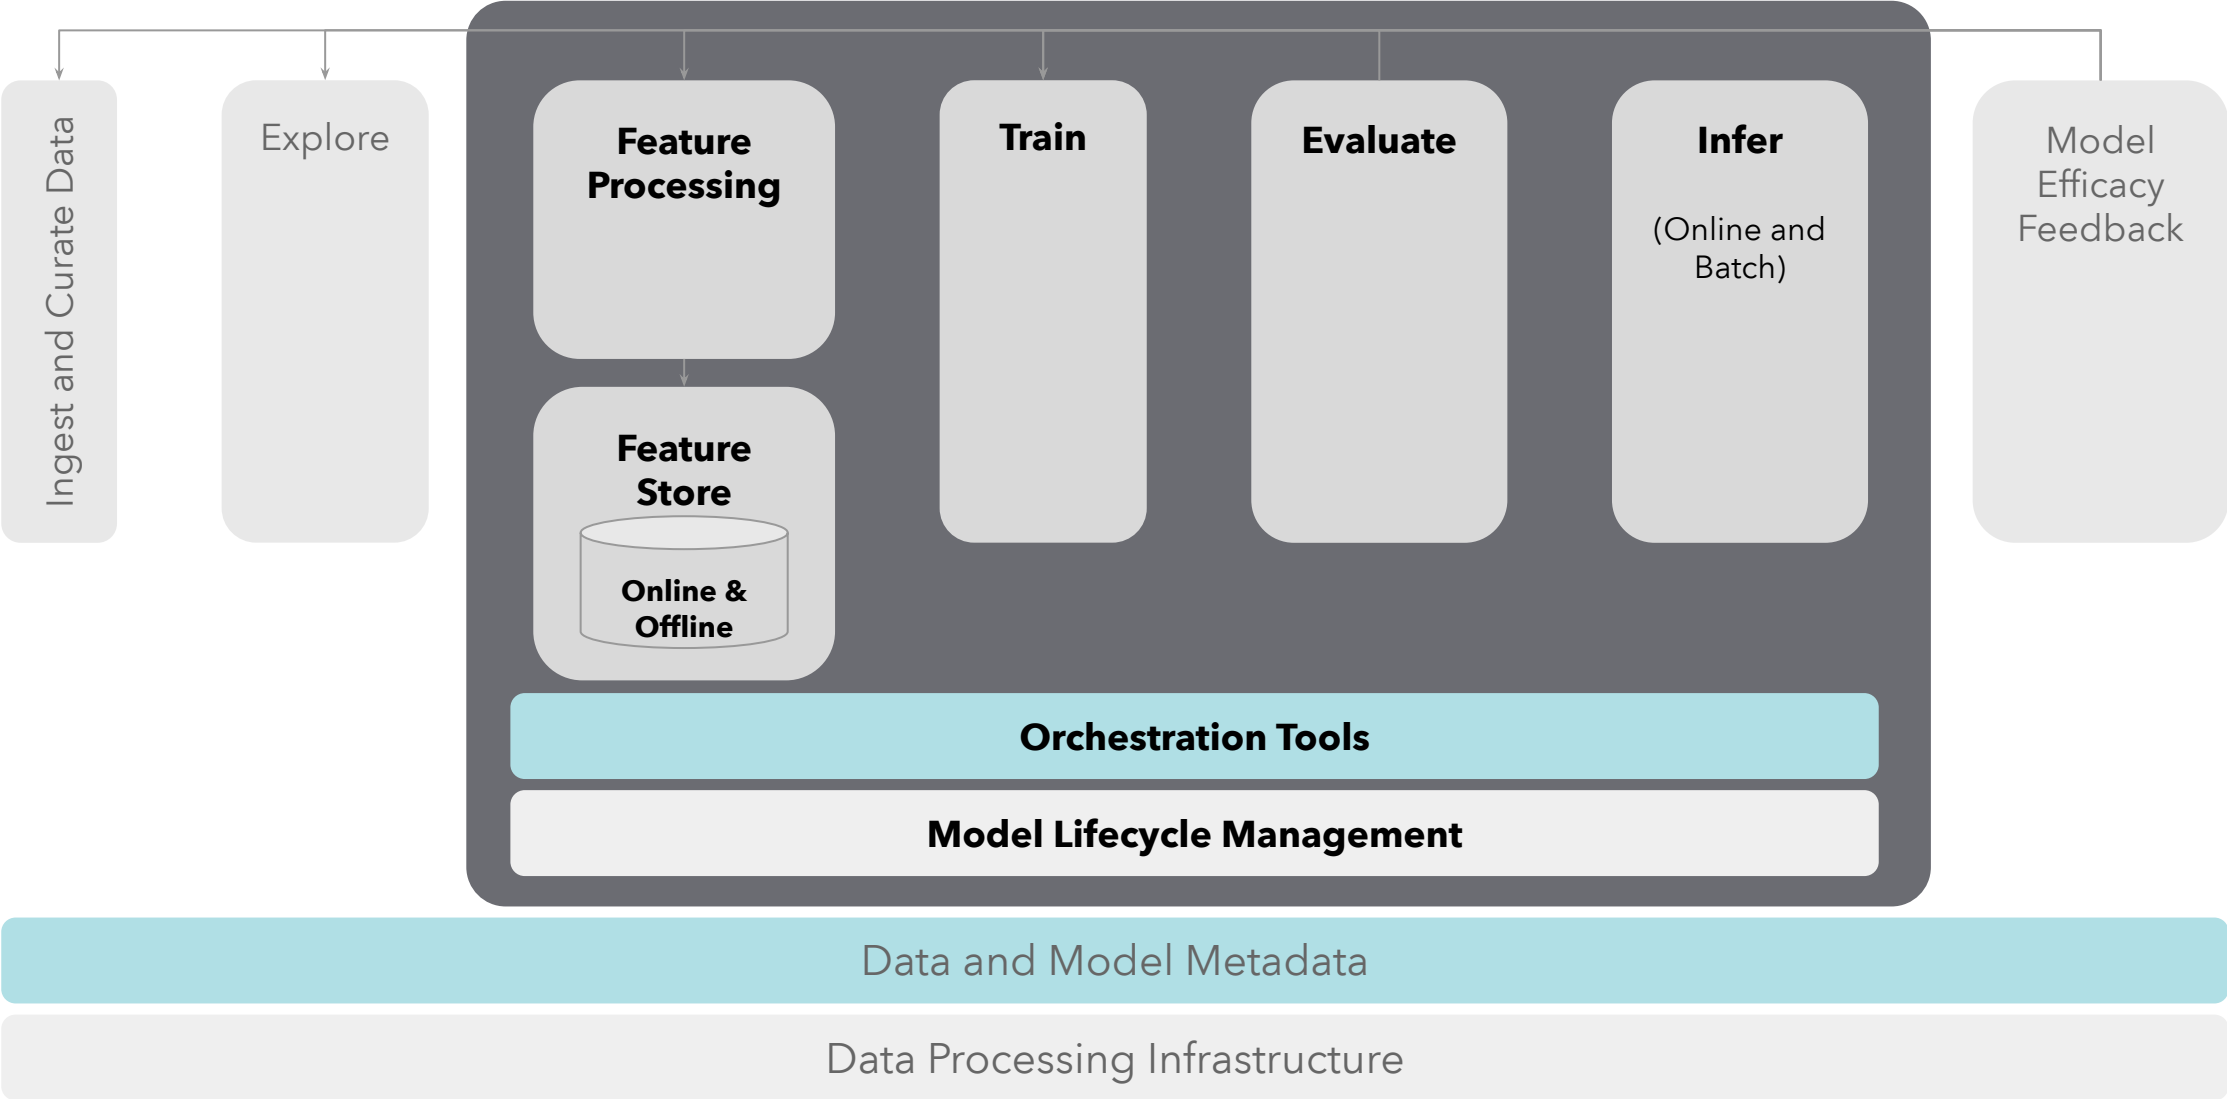 Ingest and Curate Data
Explore
Feature
Processing
Feature
Store
Online &
Offline
Train
Evaluate
Infer
(Online and
Batch)
Model
Efficacy
Feedback
Orchestration Tools
Model Lifecycle Management
Data and Model Metadata
Data Processing Infrastructure